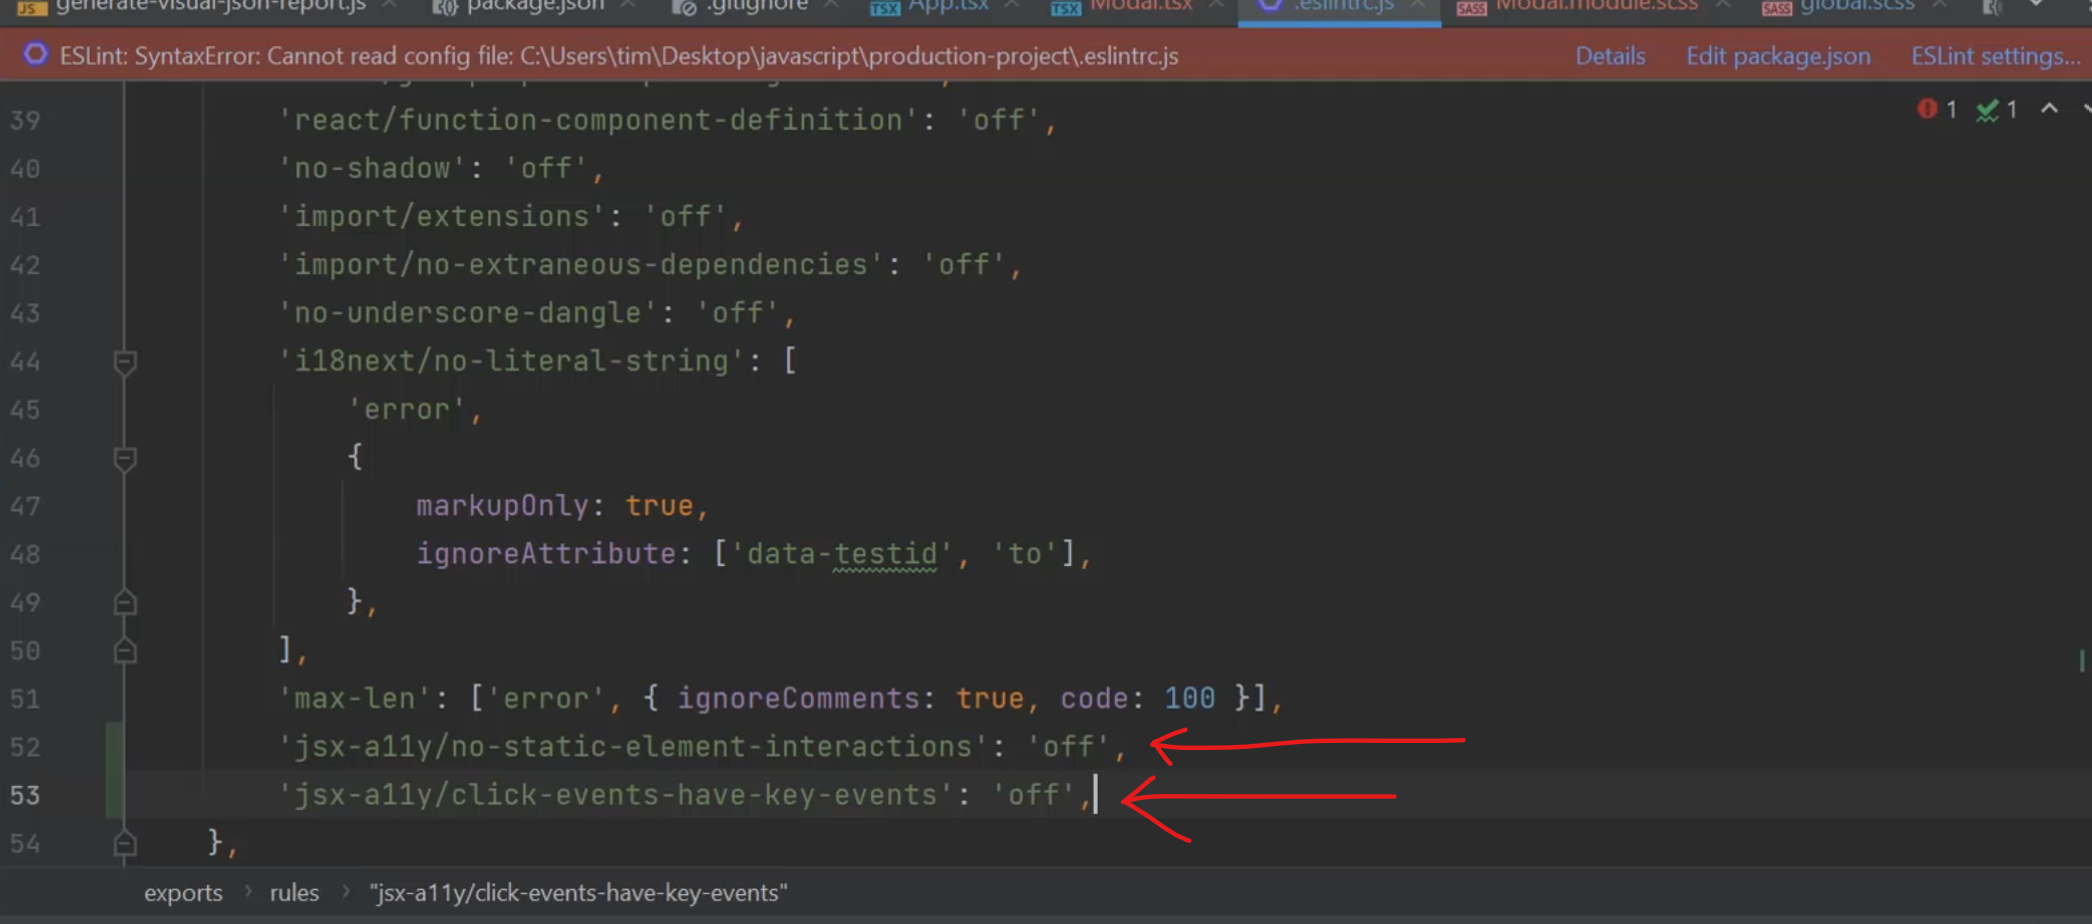 generate-visual-json-report.js package.json .gitignore App.tsx Modal.tsx .eslintrc.js Modal.module.scss global.scss
ESLint: SyntaxError: Cannot read config file: C:\Users\tim\Desktop\javascript\production-project\.eslintrc.js Details Edit package.json ESLint settings...
39 'react/function-component-definition': 'off', 1 1
40 'no-shadow': 'off',
41 'import/extensions': 'off',
42 'import/no-extraneous-dependencies': 'off',
43 'no-underscore-dangle': 'off',
44 'i18next/no-literal-string': [
45 'error',
46 {
47 markupOnly: true,
48 ignoreAttribute: ['data-testid', 'to'],
49 },
50 ],
51 'max-len': ['error', { ignoreComments: true, code: 100 }],
52 'jsx-a11y/no-static-element-interactions': 'off',
53 'jsx-a11y/click-events-have-key-events': 'off',
54 },
exports rules "jsx-a11y/click-events-have-key-events"